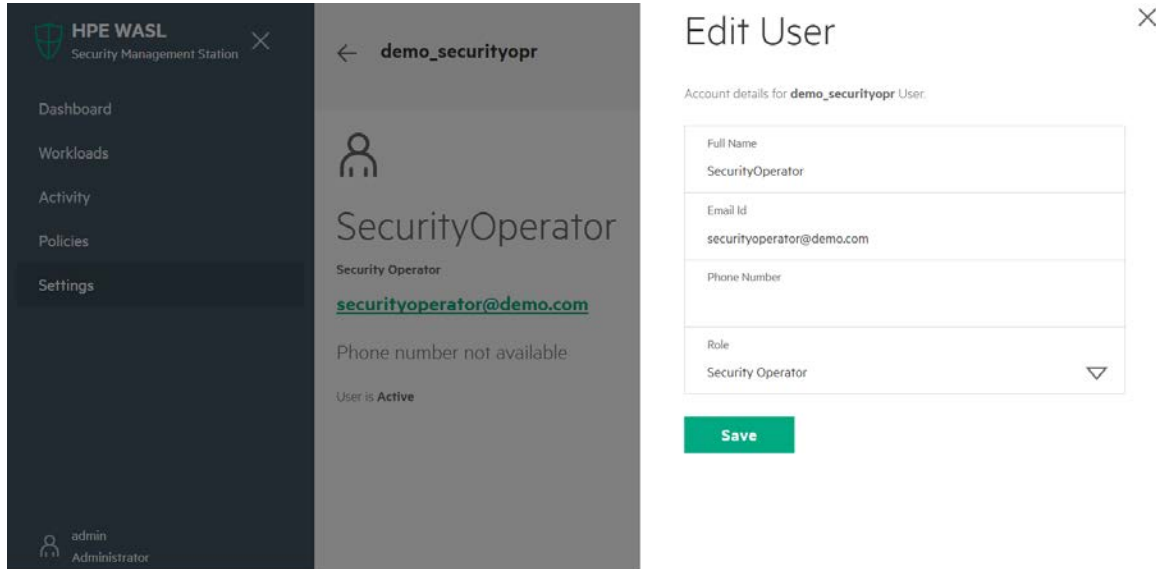 HPE WASL
Security Management Station
Dashboard
Workloads
Activity
Policies
Settings
admin
Administrator
demo_securityopr
SecurityOperator
Security Operator
securityoperator@demo.com
Phone number not available
User is Active
Edit User
Account details for demo_securityopr User.
Full Name
SecurityOperator
Email Id
securityoperator@demo.com
Phone Number
Role
Security Operator
Save